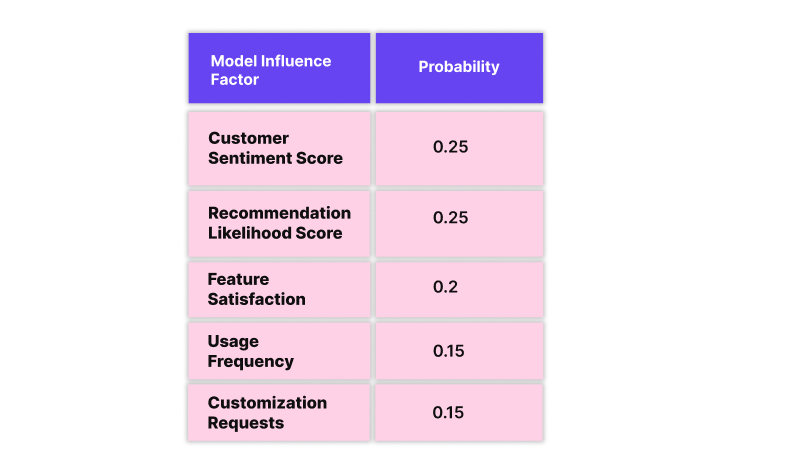 Model Influence
Factor
Probability
Customer
Sentiment Score
0.25
Recommendation
Likelihood Score
0.25
Feature
Satisfaction
0.2
Usage
Frequency
0.15
Customization
Requests
0.15